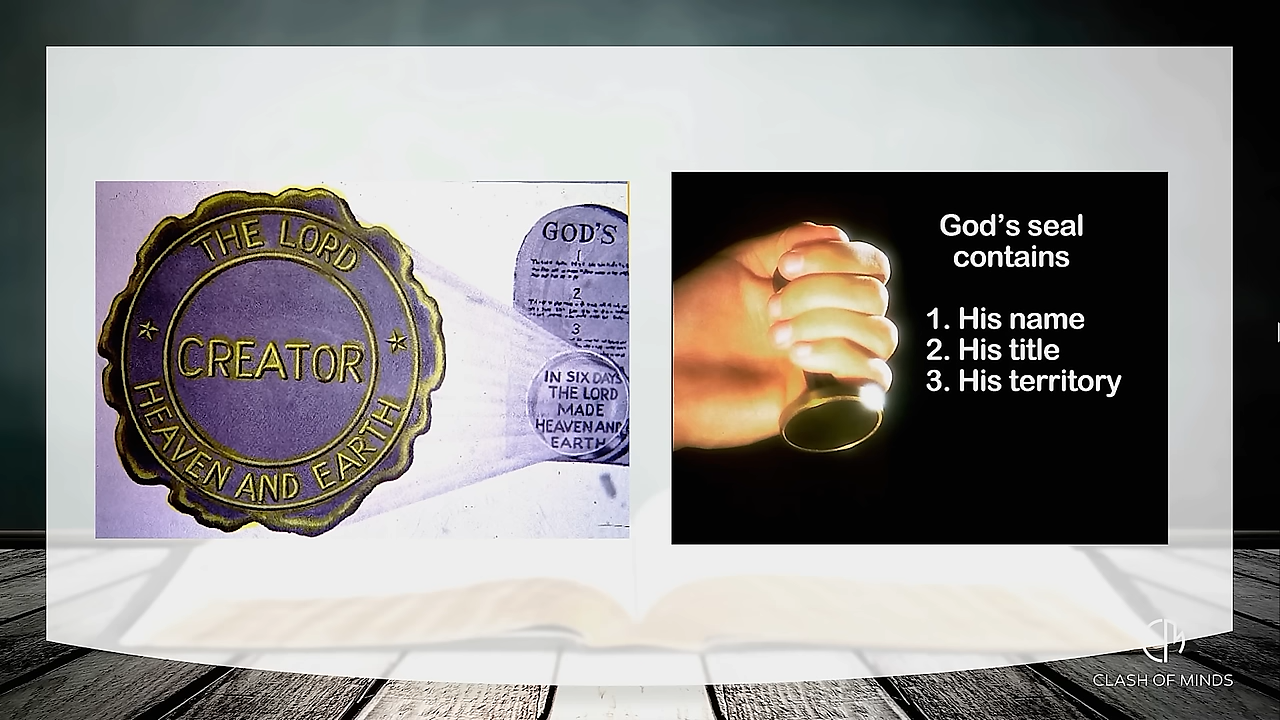 THE LORD
CREATOR
HEAVEN AND EARTH
GOD'S
1
2
3
IN SIX DAYS
THE LORD
MADE
HEAVEN AND
EARTH
God's seal
contains
1. His name
2. His title
3. His territory
CLASH OF MINDS